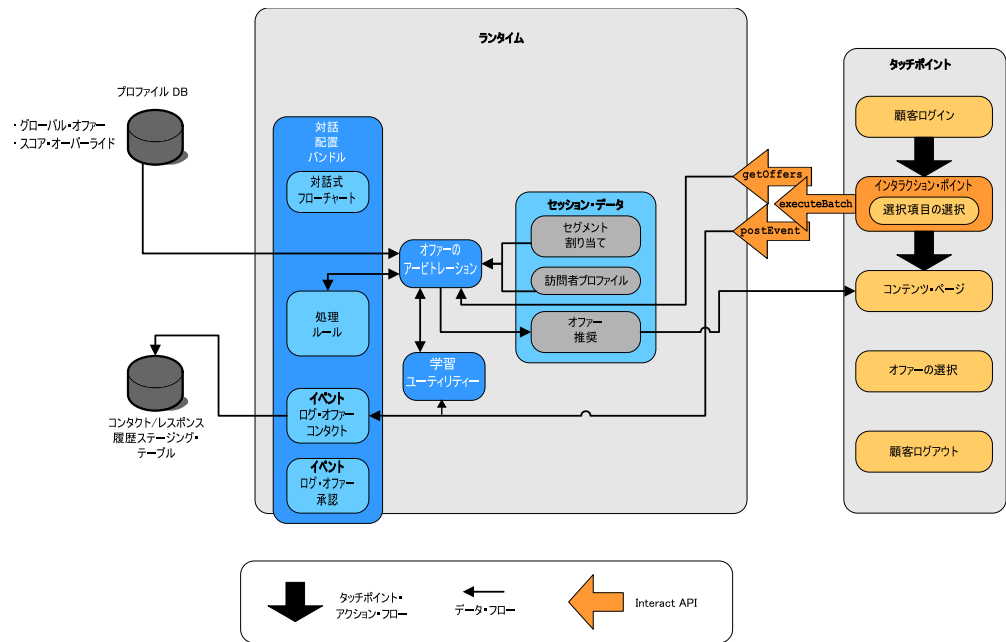 ランタイム
タッチポイント
プロファイル DB
・グローバル・オファー
・スコア・オーバーライド
対話
配置
バンドル
対話式
フローチャート
処理
ルール
イベント
ログ・オファー
コンタクト
イベント
ログ・オファー
承認
オファーの
アービトレーション
学習
ユーティリティー
セッション・データ
セグメント
割り当て
訪問者プロファイル
オファー
推奨
getOffers
executeBatch
postEvent
顧客ログイン
インタラクション・ポイント
選択項目の選択
コンテンツ・ページ
オファーの選択
顧客ログアウト
コンタクト/レスポンス
履歴ステージング・
テーブル
タッチポイント・
アクション・フロー
データ・フロー
Interact API